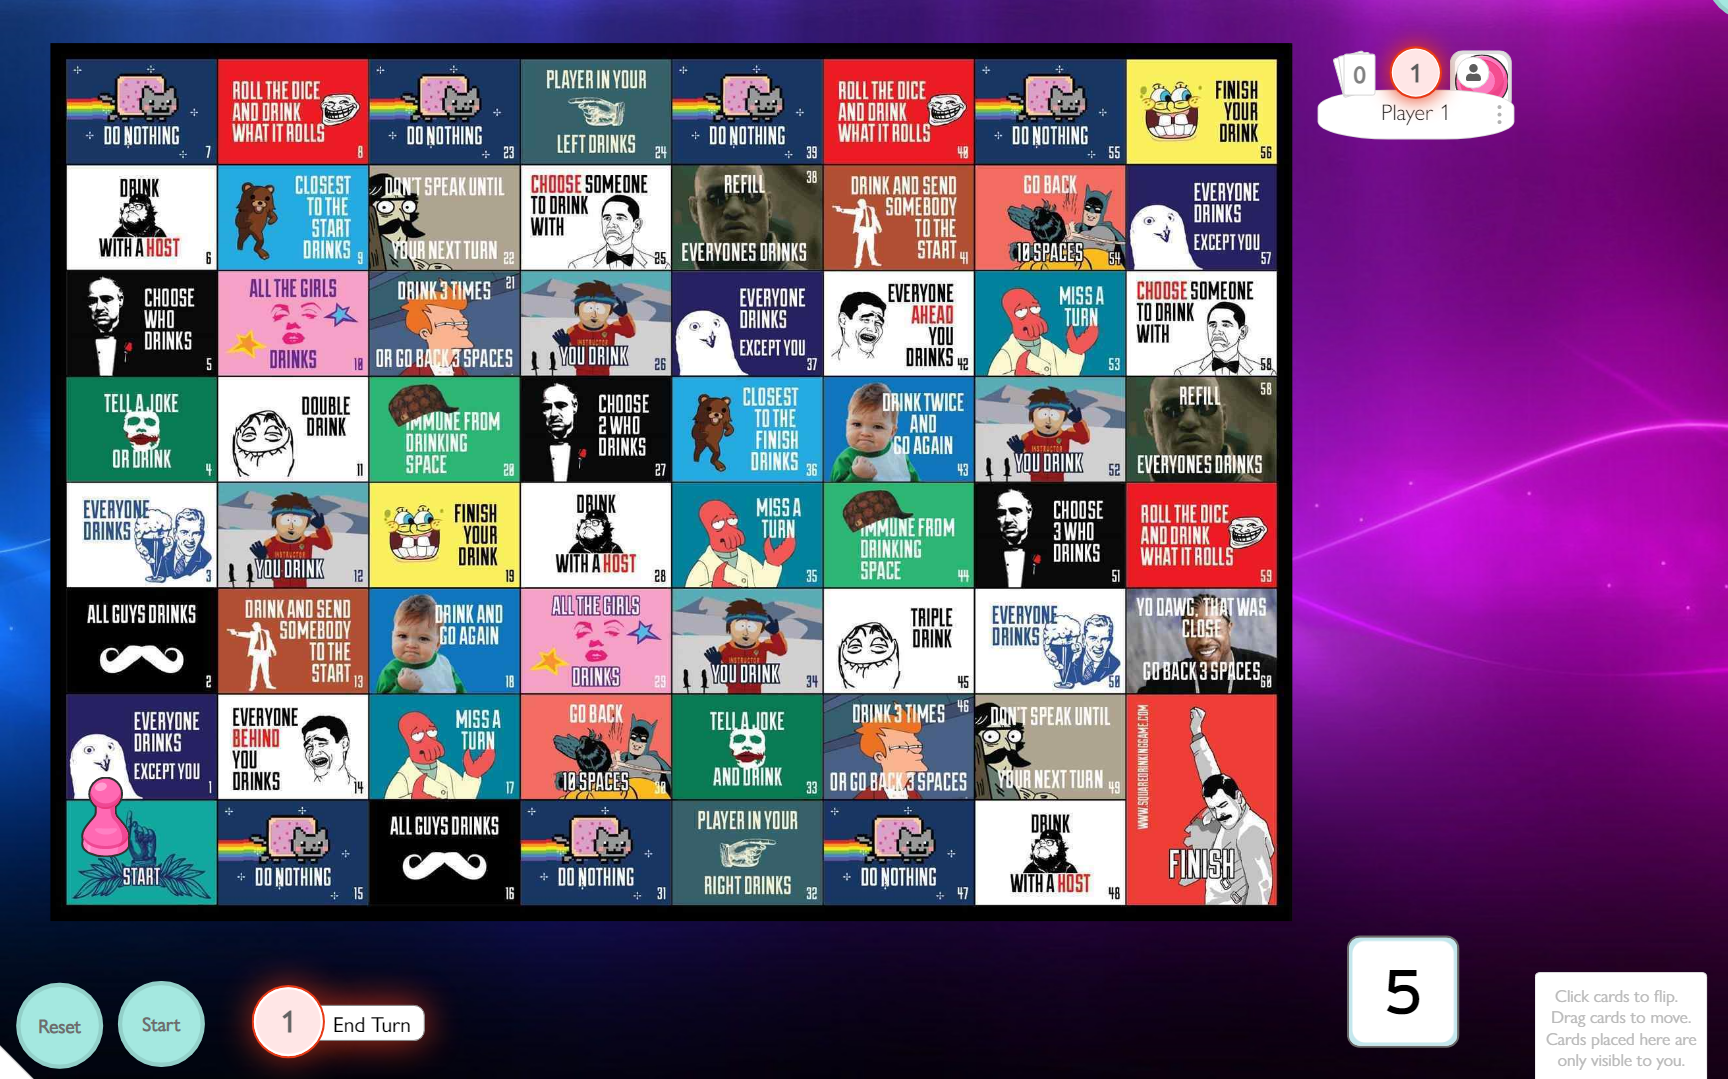 DO NOTHING
7
ROLL THE DICE
AND DRINK
WHAT IT ROLLS
8
DO NOTHING
23
PLAYER IN YOUR
LEFT DRINKS
24
DO NOTHING
39
ROLL THE DICE
AND DRINK
WHAT IT ROLLS
40
DO NOTHING
55
FINISH
YOUR
DRINK
56
0
1
Player 1
DRINK
WITH A HOST
6
CLOSEST
TO THE
START
DRINKS
9
DON'T SPEAK UNTIL
YOUR NEXT TURN
22
CHOOSE SOMEONE
TO DRINK
WITH
25
REFILL
38
EVERYONES DRINKS
DRINK AND SEND
SOMEBODY
TO THE
START
41
GO BACK
10 SPACES
54
EVERYONE
DRINKS
EXCEPT YOU
57
CHOOSE
WHO
DRINKS
5
ALL THE GIRLS
DRINKS
10
DRINK 3 TIMES
21
OR GO BACK 3 SPACES
YOU DRINK
26
EVERYONE
DRINKS
EXCEPT YOU
37
EVERYONE
AHEAD
YOU
DRINKS
42
MISS A
TURN
53
CHOOSE SOMEONE
TO DRINK
WITH
58
TELL A JOKE
OR DRINK
4
DOUBLE
DRINK
11
IMMUNE FROM
DRINKING
SPACE
20
CHOOSE
2 WHO
DRINKS
27
CLOSEST
TO THE
FINISH
DRINKS
36
DRINK TWICE
AND
GO AGAIN
43
INSTRUCTOR
YOU DRINK
52
REFILL
58
EVERYONES DRINKS
EVERYONE
DRINKS
3
INSTRUCTOR
YOU DRINK
12
FINISH
YOUR
DRINK
19
DRINK
WITH A HOST
28
MISS A
TURN
35
IMMUNE FROM
DRINKING
SPACE
44
CHOOSE
3 WHO
DRINKS
51
ROLL THE DICE
AND DRINK
WHAT IT ROLLS
59
ALL GUYS DRINKS
2
DRINK AND SEND
SOMEBODY
TO THE
START
13
DRINK AND
GO AGAIN
18
ALL THE GIRLS
DRINKS
29
INSTRUCTOR
YOU DRINK
34
TRIPLE
DRINK
45
EVERYONE
DRINKS
50
YO DAWG, THAT WAS
CLOSE
GO BACK 3 SPACES
60
EVERYONE
DRINKS
EXCEPT YOU
1
EVERYONE
BEHIND
YOU
DRINKS
14
MISS A
TURN
17
GO BACK
10 SPACES
30
TELL A JOKE
AND DRINK
33
DRINK 3 TIMES
46
OR GO BACK 3 SPACES
DON'T SPEAK UNTIL
YOUR NEXT TURN
49
WWW.SQUAREDRINKINGGAME.COM
FINISH
START
DO NOTHING
15
ALL GUYS DRINKS
16
DO NOTHING
31
PLAYER IN YOUR
RIGHT DRINKS
32
DO NOTHING
47
DRINK
WITH A HOST
48
Reset
Start
1
End Turn
5
Click cards to flip.
Drag cards to move.
Cards placed here are
only visible to you.